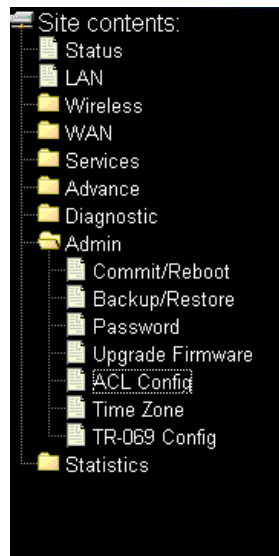 Site contents:
Status
LAN
Wireless
WAN
Services
Advance
Diagnostic
Admin
Commit/Reboot
Backup/Restore
Password
Upgrade Firmware
ACL Config
Time Zone
TR-069 Config
Statistics